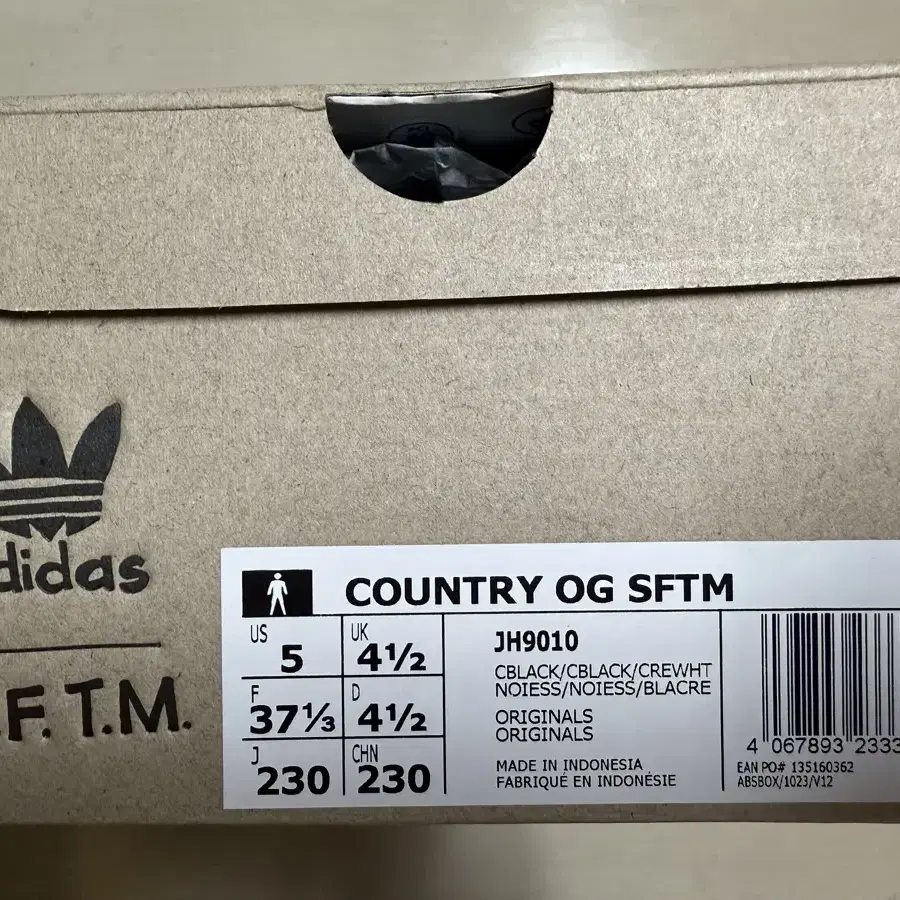 adidas
.F.T.M.
COUNTRY OG SFTM
US
5
UK
4½
F
37⅓
D
4½
J
230
CHN
230
JH9010
CBLACK/CBLACK/CREWHT
NOIESS/NOIESS/BLACRE
ORIGINALS
ORIGINALS
MADE IN INDONESIA
FABRIQUÉ EN INDONÉSIE
4 067893 2333
EAN PO# 135160362
ABSBOX/1023/V12